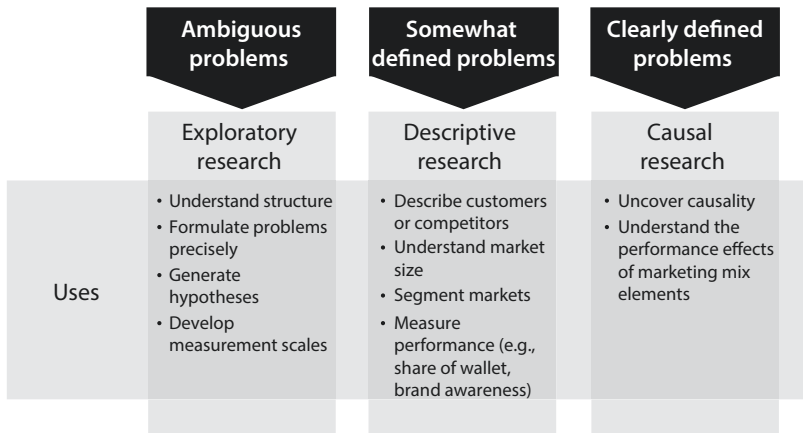 Ambiguous
problems
Somewhat
defined problems
Clearly defined
problems
Exploratory
research
Descriptive
research
Causal
research
Uses
• Understand structure
• Formulate problems
precisely
• Generate
hypotheses
• Develop
measurement scales
• Describe customers
or competitors
• Understand market
size
• Segment markets
• Measure
performance (e.g.,
share of wallet,
brand awareness)
• Uncover causality
• Understand the
performance effects
of marketing mix
elements